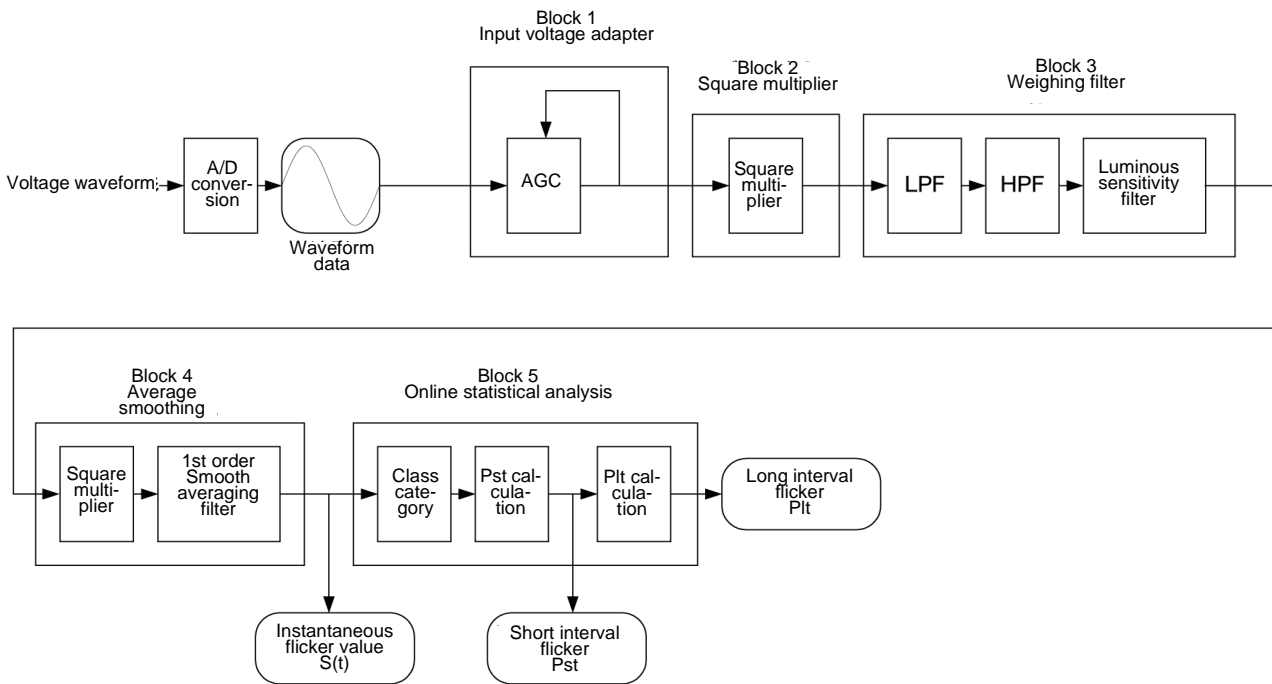 Block 1
Input voltage adapter
Block 2
Square multiplier
Block 3
Weighing filter
Voltage waveform
A/D
conver-
sion
Waveform
data
AGC
Square
multi-
plier
LPF
HPF
Luminous
sensitivity
filter
Block 4
Average
smoothing
Block 5
Online statistical analysis
Square
multi-
plier
1st order
Smooth
averaging
filter
Class
cate-
gory
Pst cal-
cula-
tion
Plt cal-
cula-
tion
Long interval
flicker
Plt
Instantaneous
flicker value
S(t)
Short interval
flicker
Pst